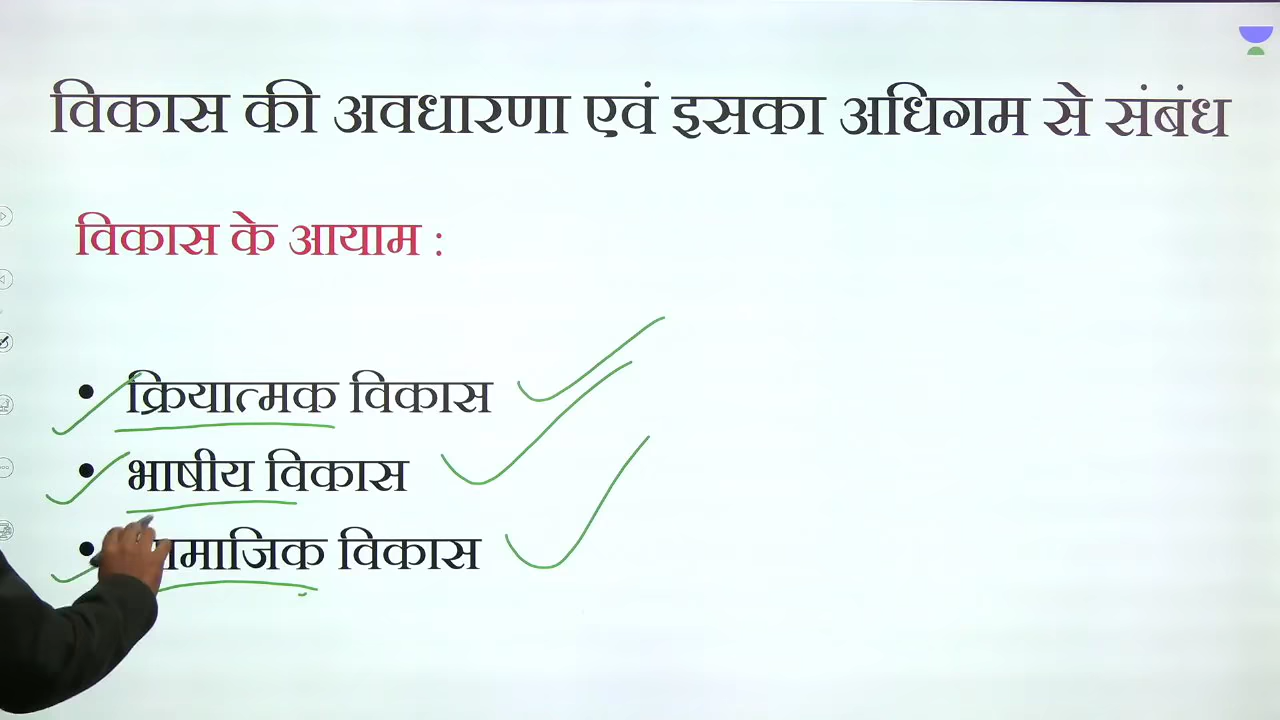 विकास की अवधारणा एवं इसका अधिगम से संबंध
विकास के आयाम :
• क्रियात्मक विकास
• भाषीय विकास
• विकास